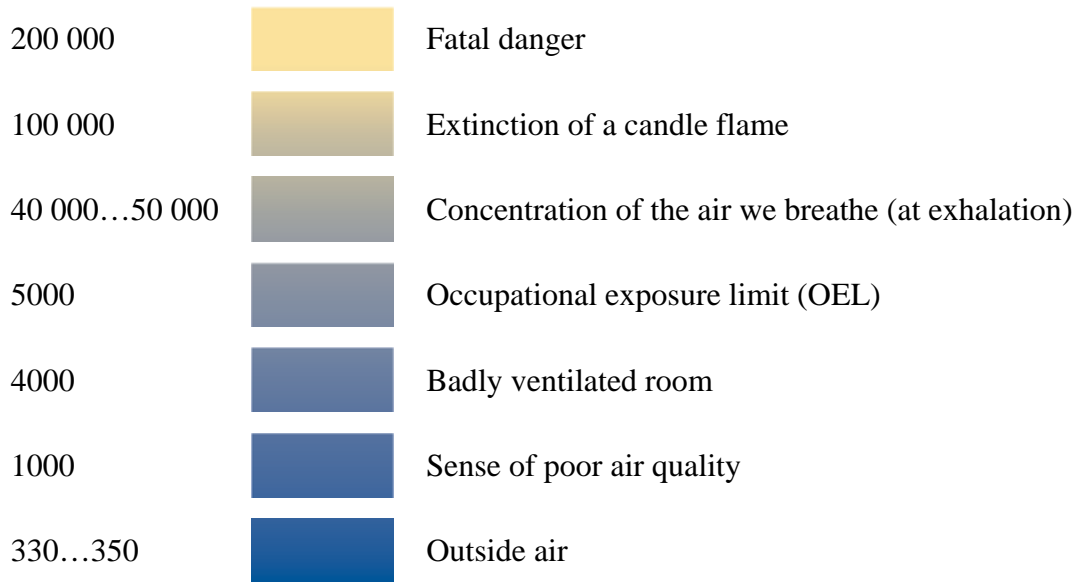 200 000 Fatal danger
100 000 Extinction of a candle flame
40 000…50 000 Concentration of the air we breathe (at exhalation)
5000 Occupational exposure limit (OEL)
4000 Badly ventilated room
1000 Sense of poor air quality
330…350 Outside air